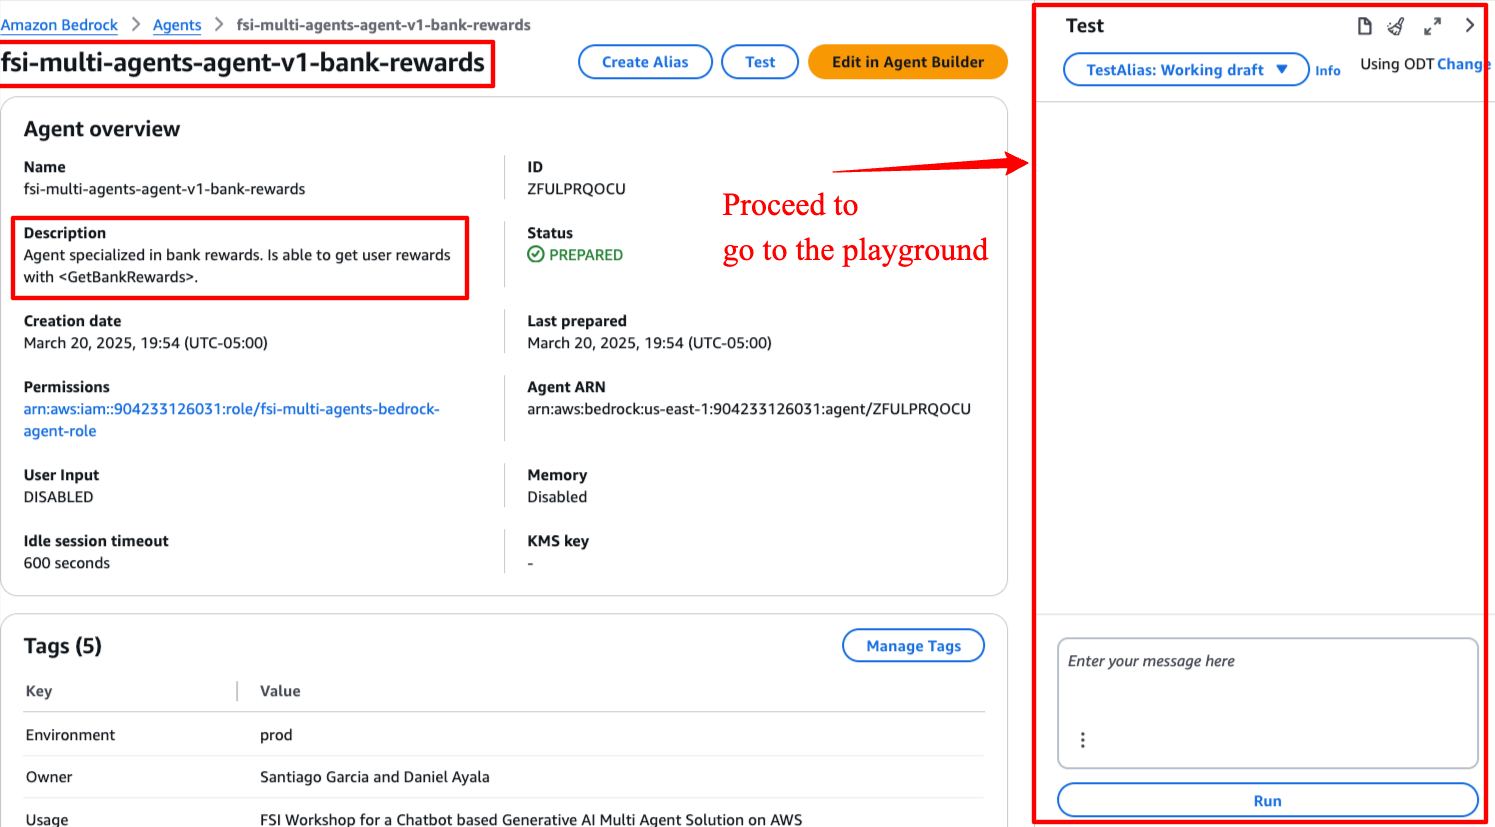 Amazon Bedrock > Agents > fsi-multi-agents-agent-v1-bank-rewards
fsi-multi-agents-agent-v1-bank-rewards
Create Alias
Test
Edit in Agent Builder
Agent overview
Name
fsi-multi-agents-agent-v1-bank-rewards
ID
ZFULPRQOCU
Description
Agent specialized in bank rewards. Is able to get user rewards
with <GetBankRewards>.
Status
PREPARED
Creation date
March 20, 2025, 19:54 (UTC-05:00)
Last prepared
March 20, 2025, 19:54 (UTC-05:00)
Permissions
arn:aws:iam::904233126031:role/fsi-multi-agents-bedrock-
agent-role
Agent ARN
arn:aws:bedrock:us-east-1:904233126031:agent/ZFULPRQOCU
User Input
DISABLED
Memory
Disabled
Idle session timeout
600 seconds
KMS key
-
Proceed to
go to the playground
Tags (5)
Manage Tags
Key Value
Environment prod
Owner Santiago Garcia and Daniel Ayala
Usage FSI Workshop for a Chatbot based Generative AI Multi Agent Solution on AWS
Test
TestAlias: Working draft
Info
Using ODT Change
Enter your message here
Run